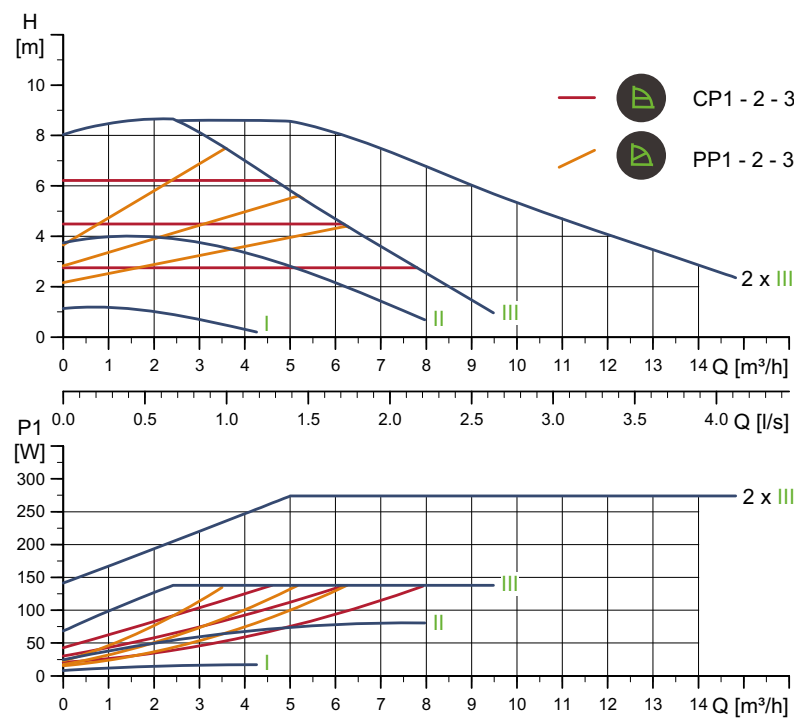 H
[m]
10
8
6
4
2
0
CP1 - 2 - 3
PP1 - 2 - 3
2 x III
III
II
I
0 1 2 3 4 5 6 7 8 9 10 11 12 13 14 Q [m³/h]
0.0 0.5 1.0 1.5 2.0 2.5 3.0 3.5 4.0 Q [l/s]
P1
[W]
300
250
200
150
100
50
0
2 x III
III
II
I
0 1 2 3 4 5 6 7 8 9 10 11 12 13 14 Q [m³/h]